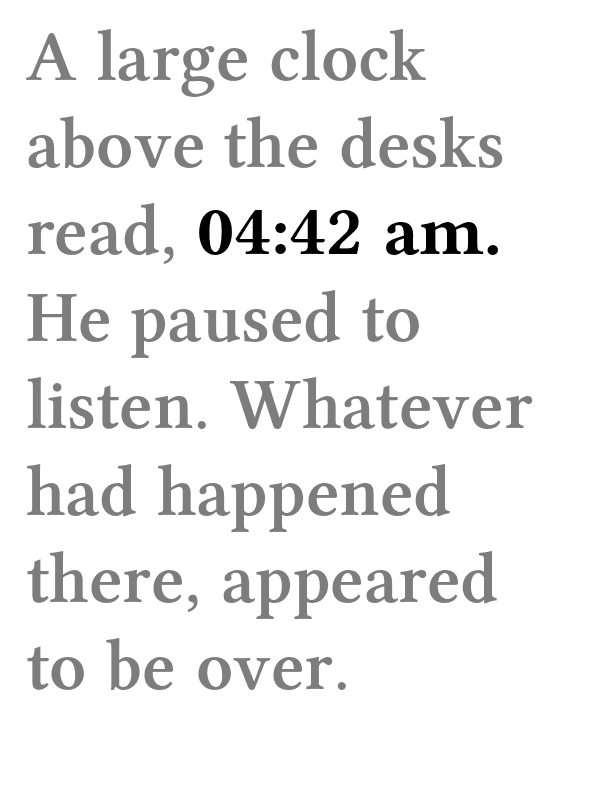 A large clock
above the desks
read, 04:42 am.
He paused to
listen. Whatever
had happened
there, appeared
to be over.